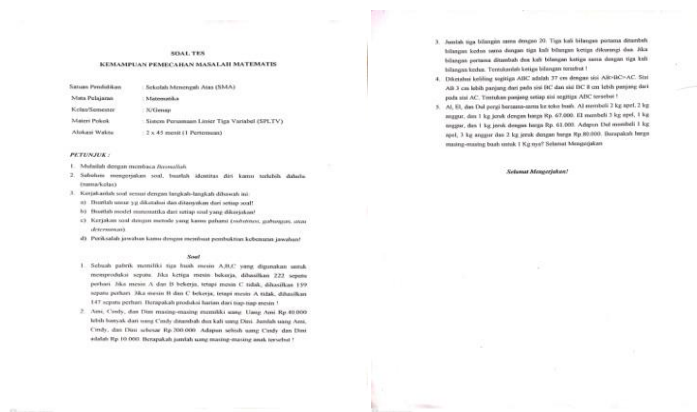 SOAL TES
KEMAMPUAN PEMECAHAN MASALAH MATEMATIS
Satuan Pendidikan : Sekolah Menengah Atas (SMA)
Mata Pelajaran : Matematika
Kelas/Semester : X/Genap
Materi Pokok : Sistem Persamaan Linier Tiga Variabel (SPLTV)
Alokasi Waktu : 2 x 45 menit (1 Pertemuan)
PETUNJUK :
1. Mulailah dengan membaca Basmallah
2. Sebelum mengerjakan soal, buatlah identitas diri kamu terlebih dahulu
(nama/kelas)
3. Kerjakanlah soal sesuai dengan langkah-langkah dibawah ini:
a) Buatlah unsur yg diketahui dan ditanyakan dari setiap soal!
b) Buatlah model matematika dari setiap soal yang dikerjakan!
c) Kerjakan soal dengan metode yang kamu pahami (substitusi, gabungan, atau
determinan)
d) Periksalah jawaban kamu dengan membuat pembuktian kebenaran jawaban!
Soal
1. Sebuah pabrik memiliki tiga buah mesin A,B,C yang digunakan untuk
memproduksi sepatu. Jika ketiga mesin bekerja, dihasilkan 222 sepatu
perhari. Jika mesin A dan B bekerja, tetapi mesin C tidak, dihasilkan 159
sepatu perhari. Jika mesin B dan C bekerja, tetapi mesin A tidak, dihasilkan
147 sepatu perhari. Berapakah produksi harian dari tiap-tiap mesin !
2. Ami, Cindy, dan Dini masing-masing memiliki uang. Uang Ami Rp 40.000
lebih banyak dari uang Cindy ditambah dua kali uang Dini. Jumlah uang Ami,
Cindy, dan Dini sebesar Rp 200.000. Adapun selisih uang Cindy dan Dini
adalah Rp 10.000. Berapakah jumlah uang masing-masing anak tersebut !
3. Jumlah tiga bilangan sama dengan 20. Tiga kali bilangan pertama ditambah
bilangan kedua sama dengan tiga kali bilangan ketiga dikurangi dua. Jika
bilangan pertama ditambah dua kali bilangan ketiga sama dengan tiga kali
bilangan kedua. Tentukanlah ketiga bilangan tersebut !
4. Diketahui keliling segitiga ABC adalah 37 cm dengan sisi AB>BC>AC. Sisi
AB 3 cm lebih panjang dari pada sisi BC dan sisi BC 8 cm lebih panjang dari
pada sisi AC. Tentukan panjang setiap sisi segitiga ABC tersebut !
5. Al, El, dan Dul pergi bersama-sama ke toko buah. Al membeli 2 kg apel, 2 kg
anggur, dan 1 kg jeruk dengan harga Rp. 67.000. El membeli 3 kg apel, 1 kg
anggur, dan 1 kg jeruk dengan harga Rp. 61.000. Adapun Dul membeli 1 kg
apel, 3 kg anggur dan 2 kg jeruk dengan harga Rp.80.000. Berapakah harga
masing-masing buah untuk 1 Kg nya? Selamat Mengerjakan
Selamat Mengerjakan!